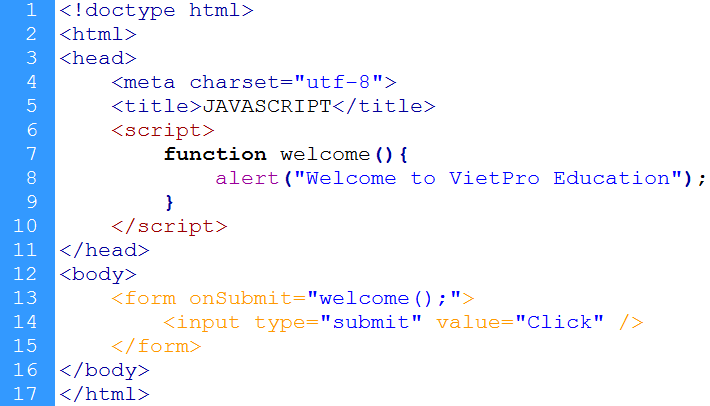 1 <!doctype html>
2 <html>
3 <head>
4     <meta charset="utf-8">
5     <title>JAVASCRIPT</title>
6     <script>
7         function welcome(){
8             alert("Welcome to VietPro Education");
9         }
10     </script>
11 </head>
12 <body>
13     <form onSubmit="welcome();">
14         <input type="submit" value="Click" />
15     </form>
16 </body>
17 </html>